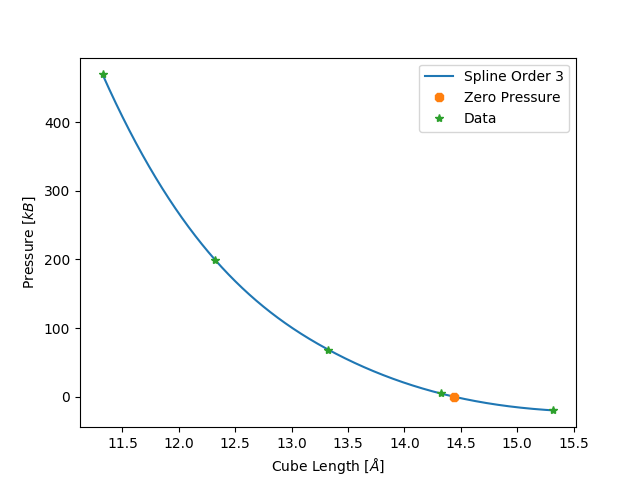 Spline Order 3
Zero Pressure
Data
400
300
200
100
0
Pressure [kB]
11.5 12.0 12.5 13.0 13.5 14.0 14.5 15.0 15.5
Cube Length [Å]